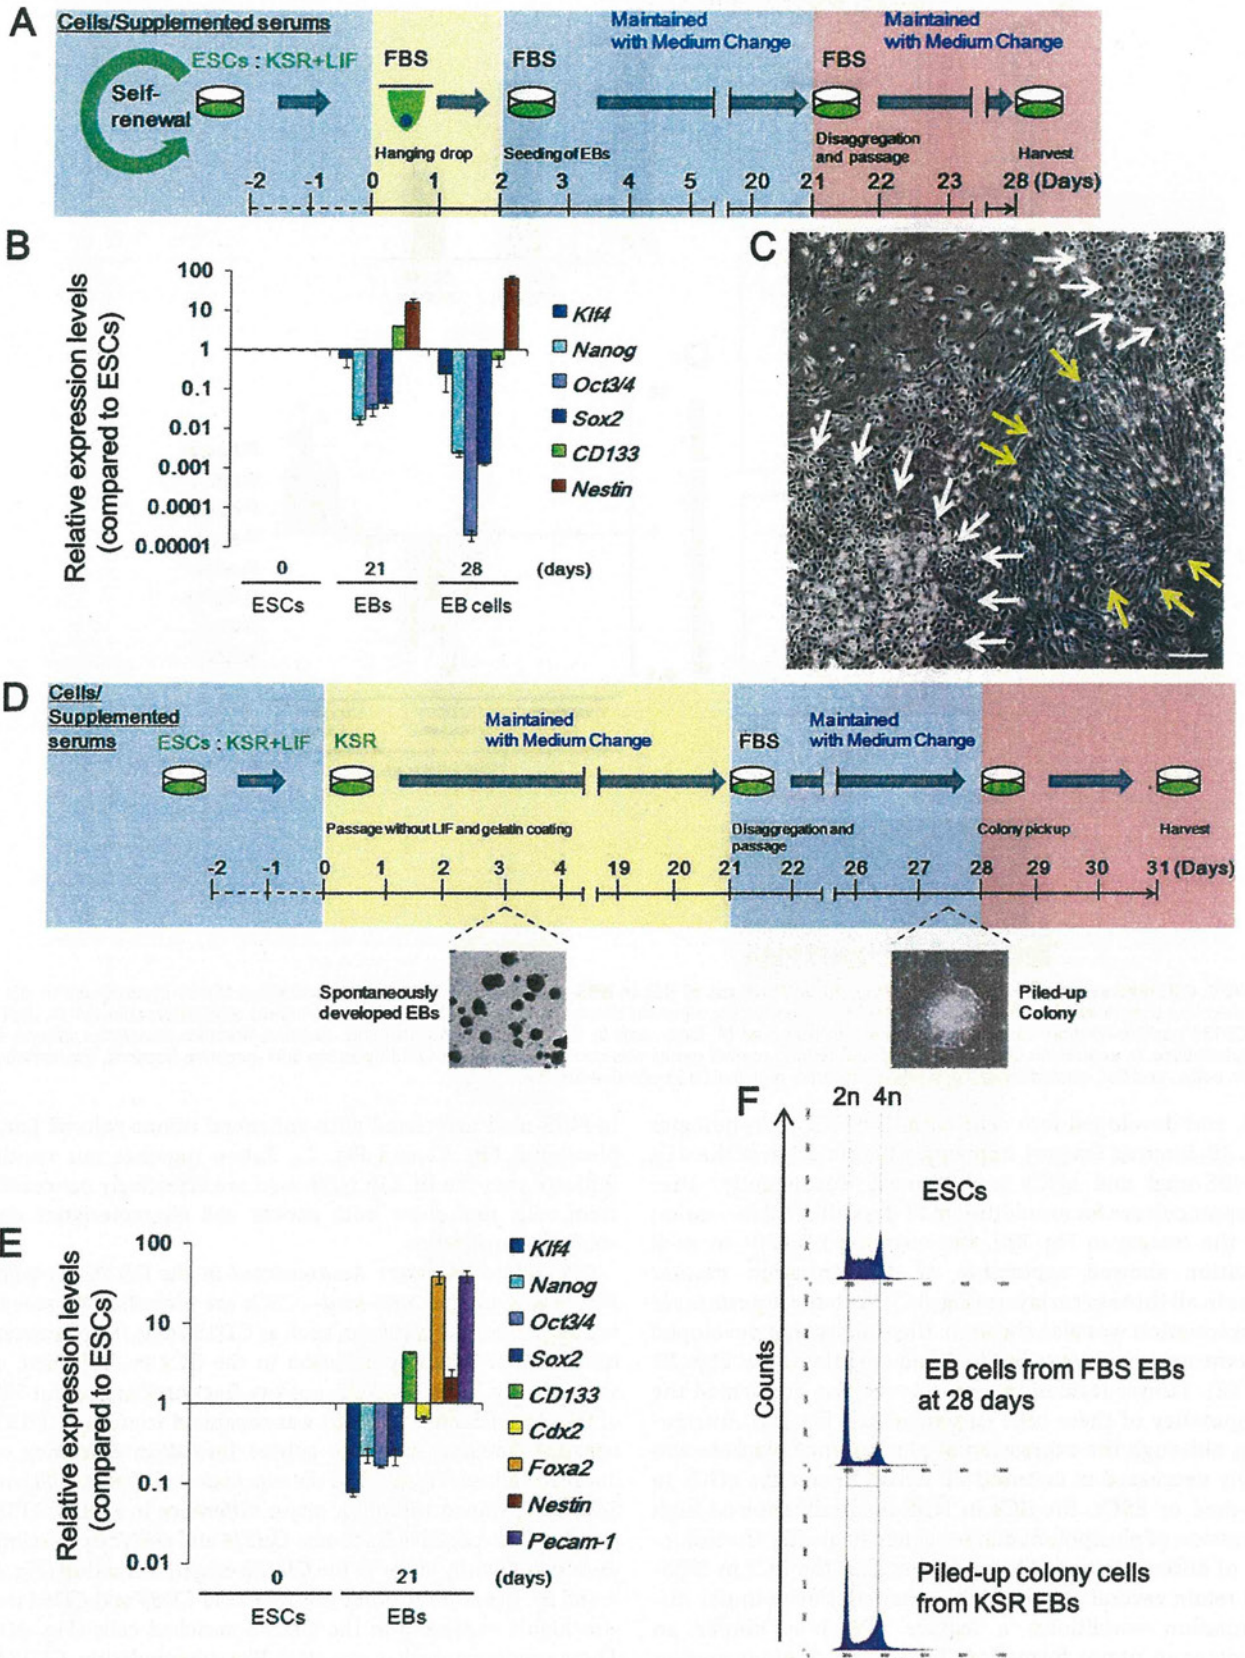 A
Cells/Supplemented serums
ESCs : KSR+LIF
Self-
renewal
FBS
FBS
Maintained
with Medium Change
FBS
Maintained
with Medium Change
Hanging drop
Seeding of EBs
Disaggregation
and passage
Harvest
-2 -1 0 1 2 3 4 5 20 21 22 23 28 (Days)
B
Relative expression levels
(compared to ESCs)
100
10
1
0.1
0.01
0.001
0.0001
0.00001
Klf4
Nanog
Oct3/4
Sox2
CD133
Nestin
0 21 28 (days)
ESCs EBs EB cells
C
D
Cells/
Supplemented
serums
ESCs : KSR+LIF
KSR
Maintained
with Medium Change
FBS
Maintained
with Medium Change
Passage without LIF and gelatin coating
Disaggregation and
passage
Colony pickup
Harvest
-2 -1 0 1 2 3 4 19 20 21 22 26 27 28 29 30 31 (Days)
Spontaneously
developed EBs
Piled-up
Colony
E
Relative expression levels
(compared to ESCs)
100
10
1
0.1
0.01
Klf4
Nanog
Oct3/4
Sox2
CD133
Cdx2
Foxa2
Nestin
Pecam-1
0 21 (days)
ESCs EBs
F
2n 4n
Counts
ESCs
EB cells from FBS EBs
at 28 days
Piled-up colony cells
from KSR EBs